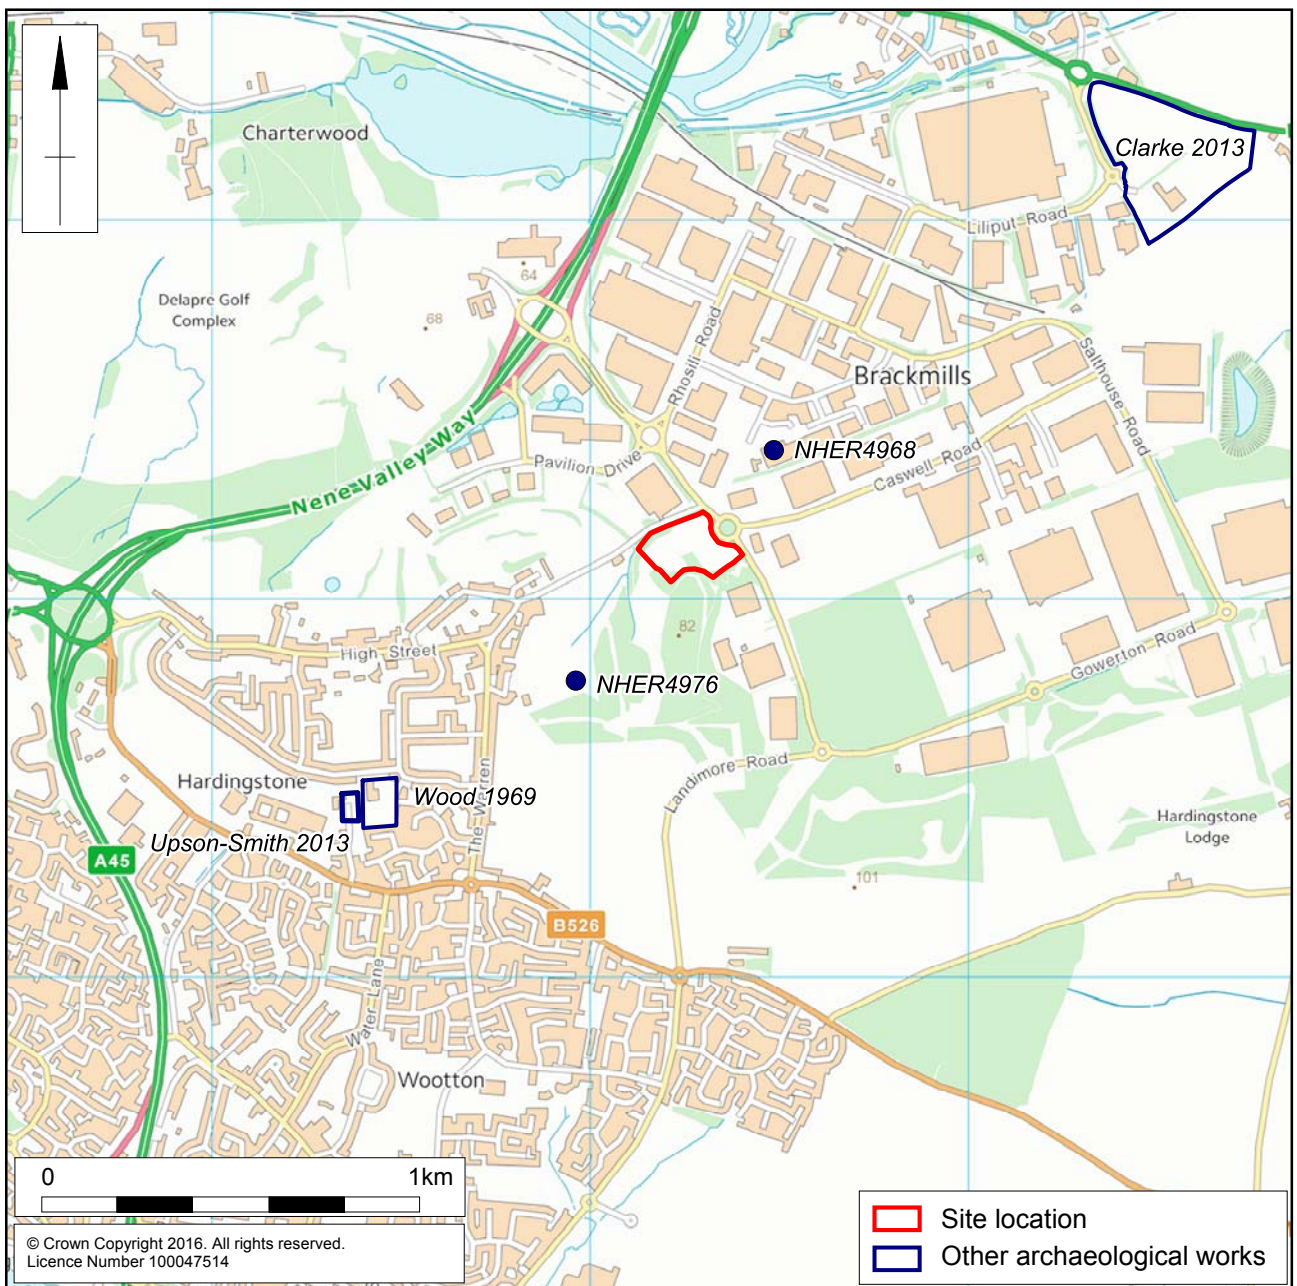 Charterwood
Clarke 2013
Liliput Road
64
Delapre Golf
Complex
68
Rhosili Road
Salthouse Road
Brackmills
Nene Valley Way
Pavilion Drive
NHER4968
Caswell Road
82
High Street
Gowerton Road
NHER4976
Landimore Road
Hardingstone
Wood 1969
The Warren
Upson-Smith 2013
Hardingstone
Lodge
A45
101
B526
Water Lane
Wootton
0 1km
© Crown Copyright 2016. All rights reserved.
Licence Number 100047514
Site location
Other archaeological works